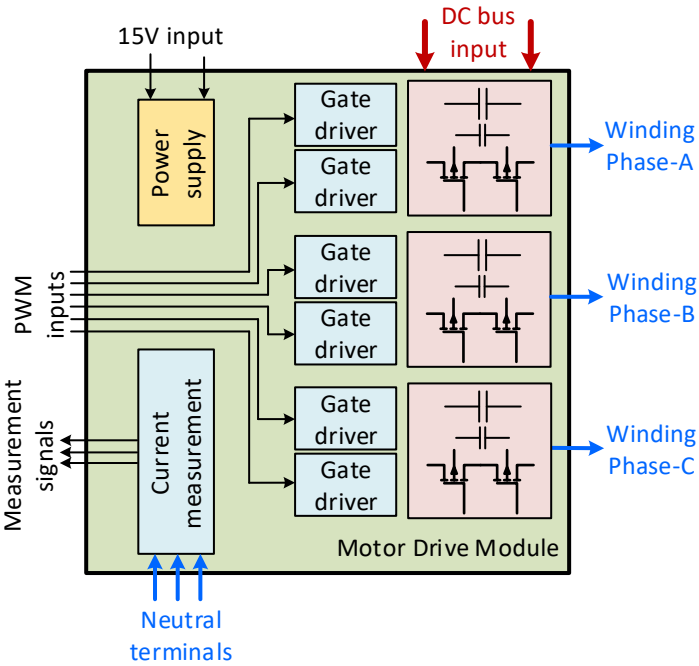 15V input
DC bus
input
Power
supply
Gate
driver
Gate
driver
Winding
Phase-A
PWM
inputs
Gate
driver
Gate
driver
Winding
Phase-B
Measurement
signals
Current
measurement
Gate
driver
Gate
driver
Winding
Phase-C
Motor Drive Module
Neutral
terminals